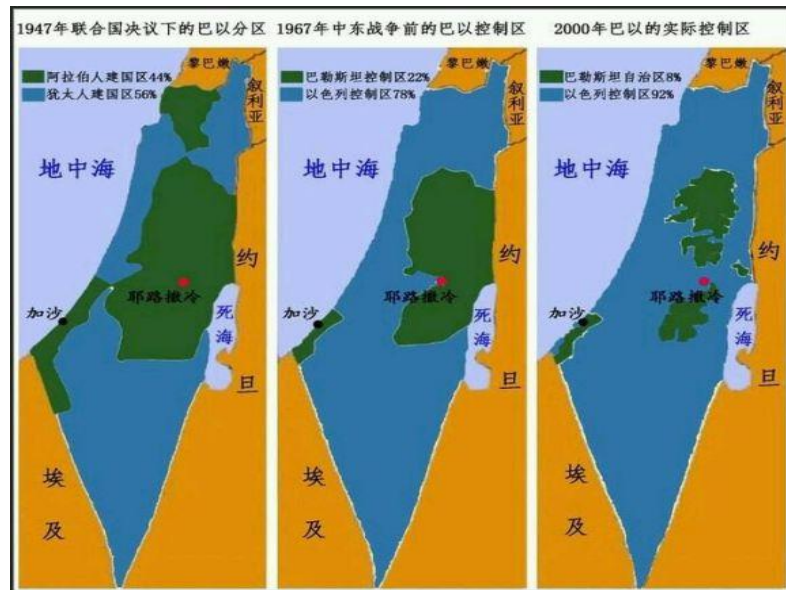 1947年联合国决议下的巴以分区
阿拉伯人建国区44%
犹太人建国区56%
黎巴嫩
叙利亚
地中海
约
耶路撒冷
加沙
死海
旦
埃及
1967年中东战争前的巴以控制区
巴勒斯坦控制区22%
以色列控制区78%
黎巴嫩
叙利亚
地中海
约
耶路撒冷
加沙
死海
旦
埃及
2000年巴以的实际控制区
巴勒斯坦自治区8%
以色列控制区92%
黎巴嫩
叙利亚
地中海
约
耶路撒冷
加沙
死海
旦
埃及